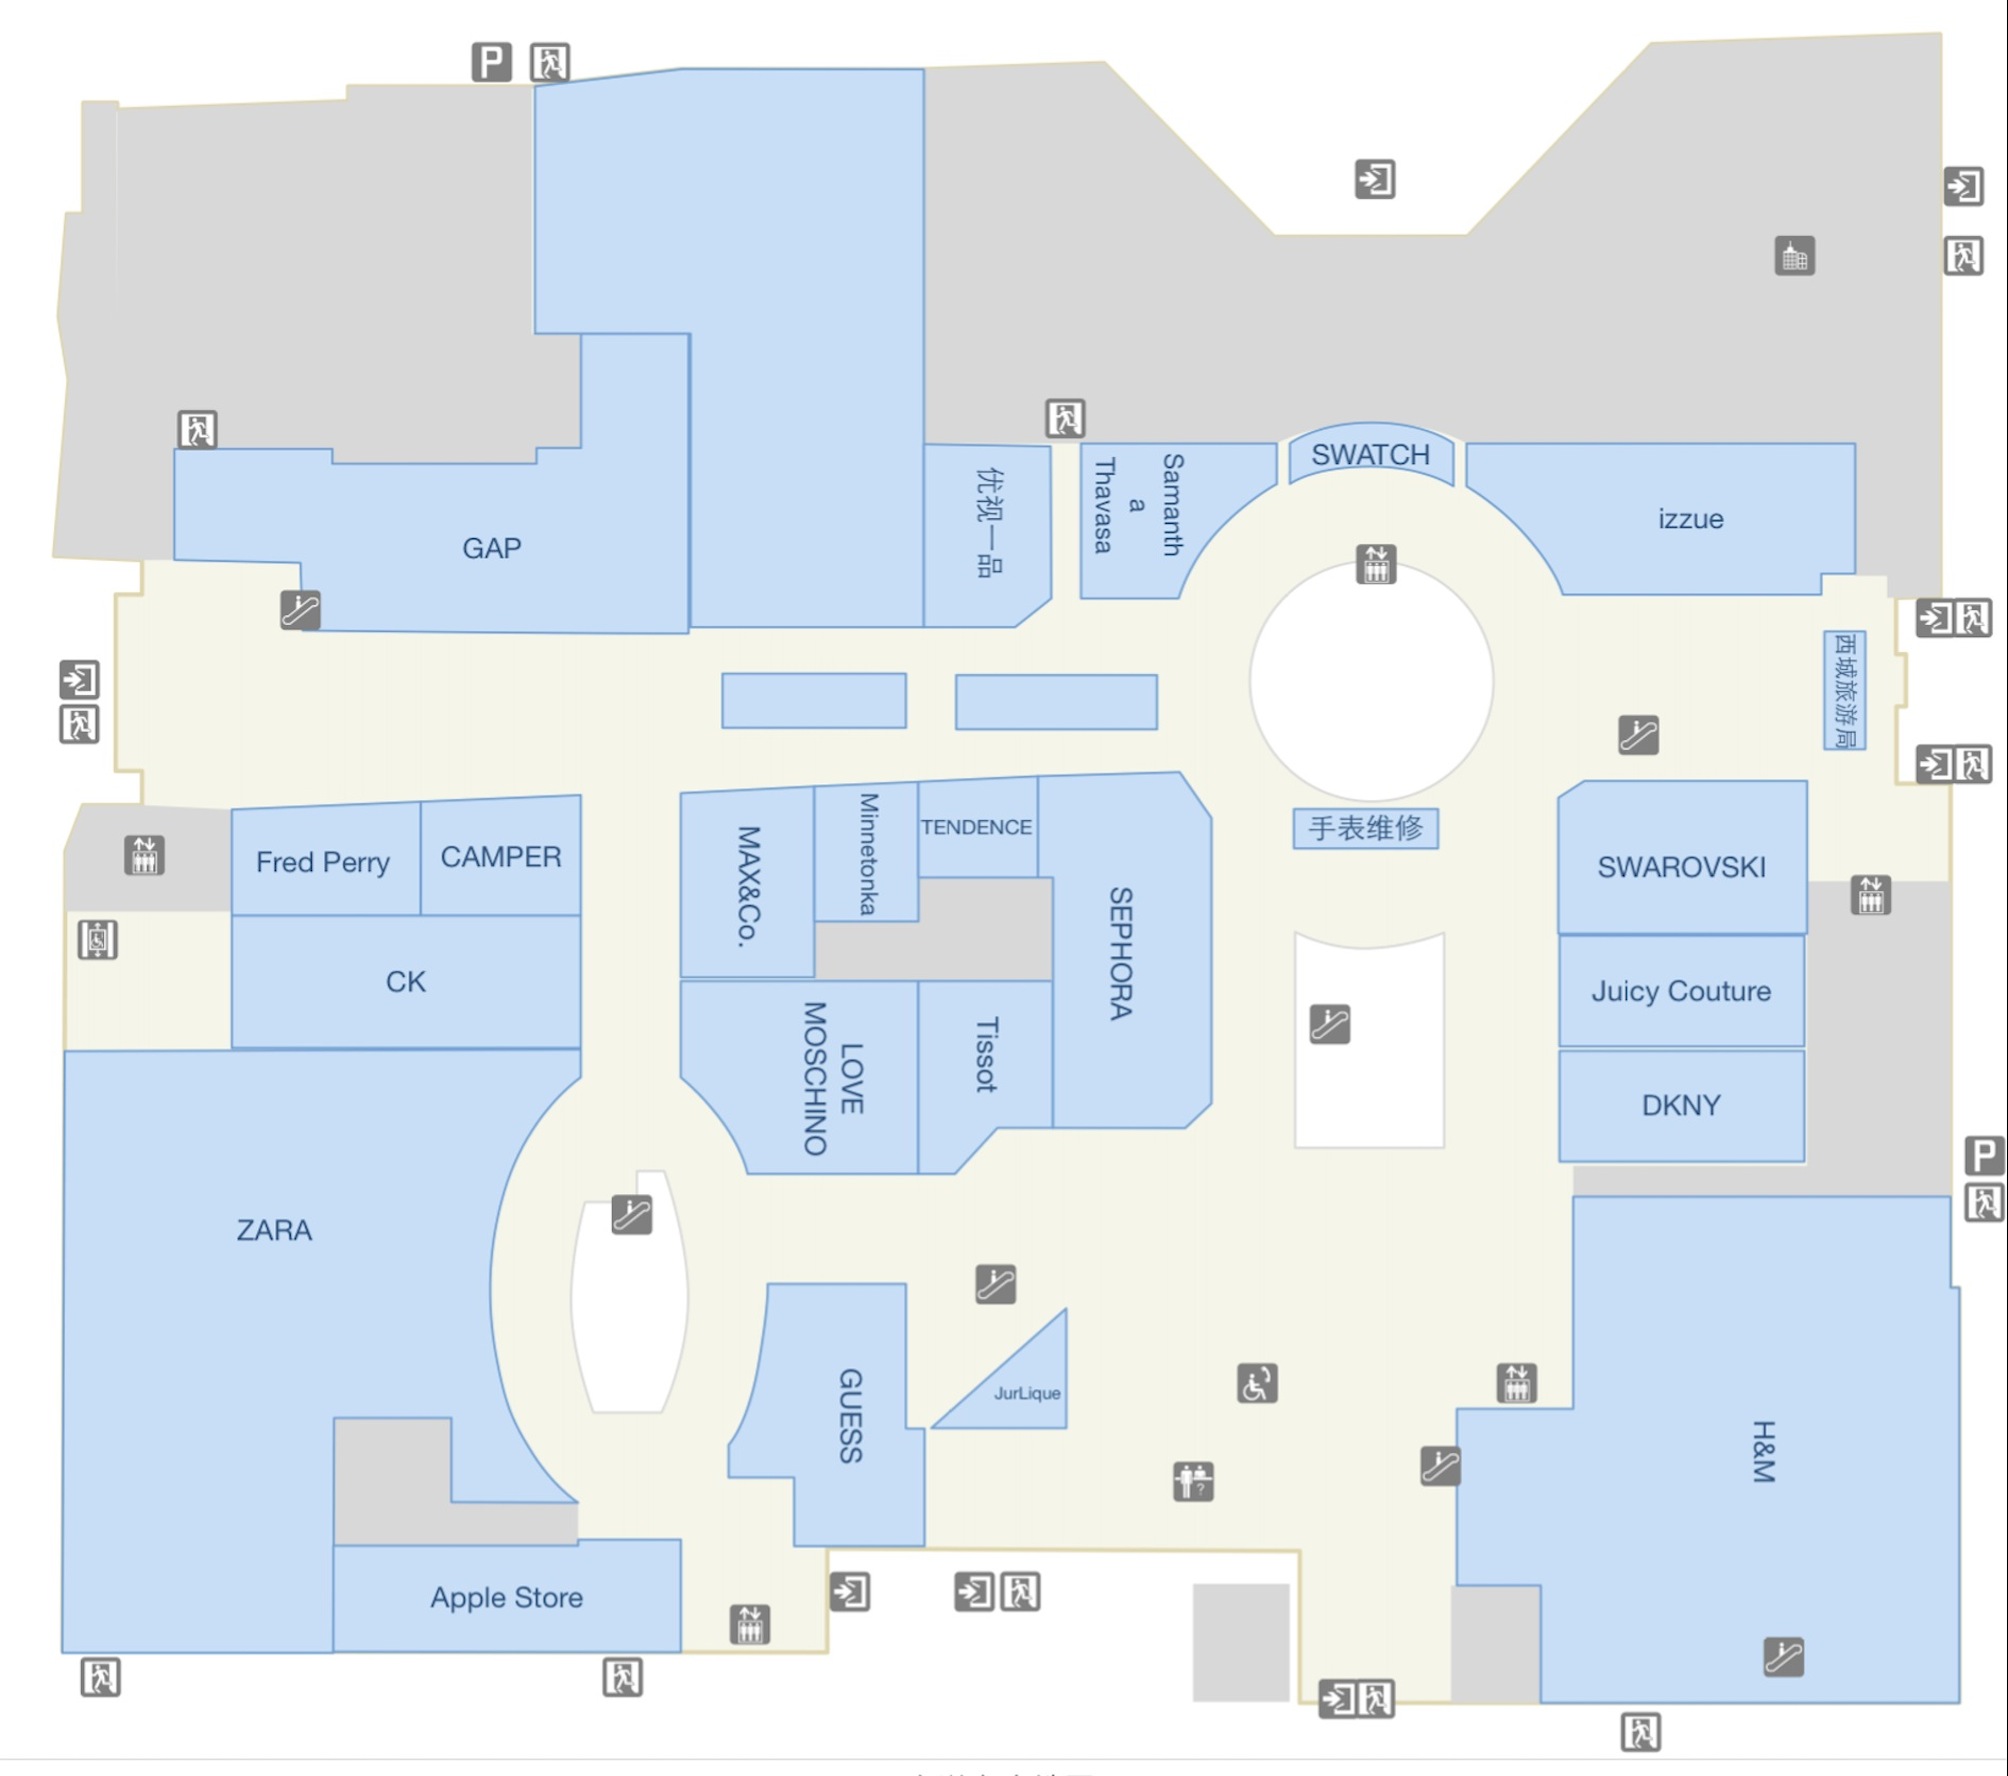 P
SWATCH
优视一品
Samanth
a
Thavasa
izzue
GAP
西城旅游局
MAX&Co.
Minnetonka
TENDENCE
手表维修
Fred Perry
CAMPER
SWAROVSKI
SEPHORA
CK
Juicy Couture
LOVE
MOSCHINO
Tissot
DKNY
P
ZARA
JurLique
GUESS
H&M
?
Apple Store